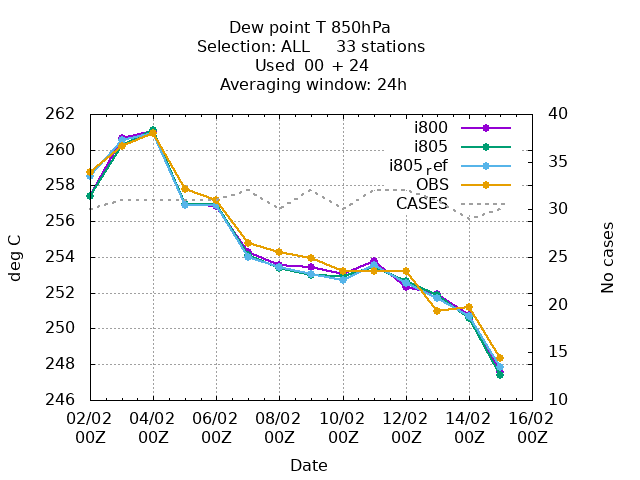 Dew point T 850hPa
Selection: ALL 33 stations
Used 00 + 24
Averaging window: 24h
262
260
258
256
254
252
250
248
246
deg C
40
35
30
25
20
15
10
No cases
i800
i805
i805ref
OBS
CASES
02/02 04/02 06/02 08/02 10/02 12/02 14/02 16/02
00Z 00Z 00Z 00Z 00Z 00Z 00Z 00Z
Date